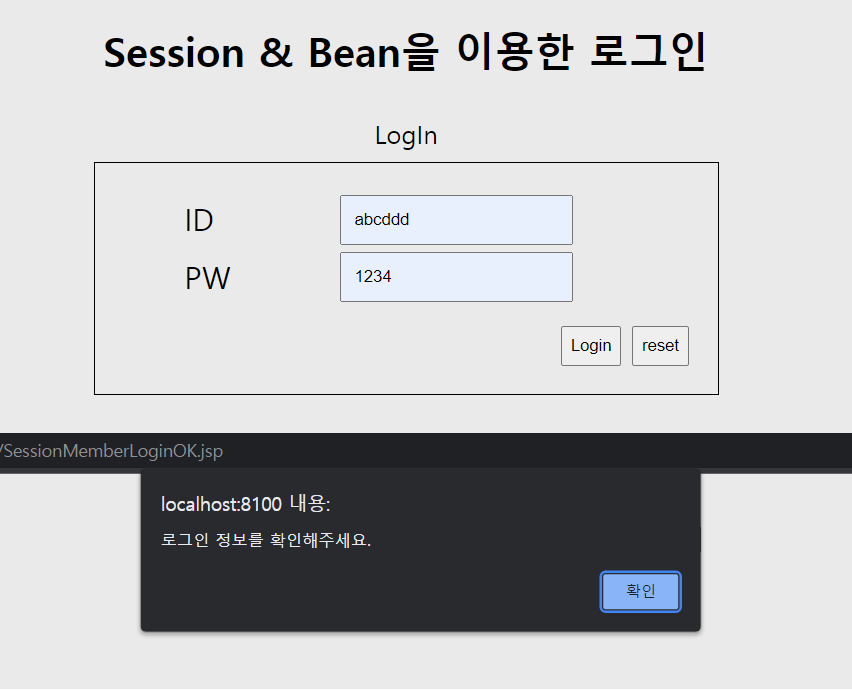 Session & Bean을 이용한 로그인
LogIn
ID
abcddd
PW
1234
Login
reset
/SessionMemberLoginOK.jsp
localhost:8100 내용:
로그인 정보를 확인해주세요.
확인